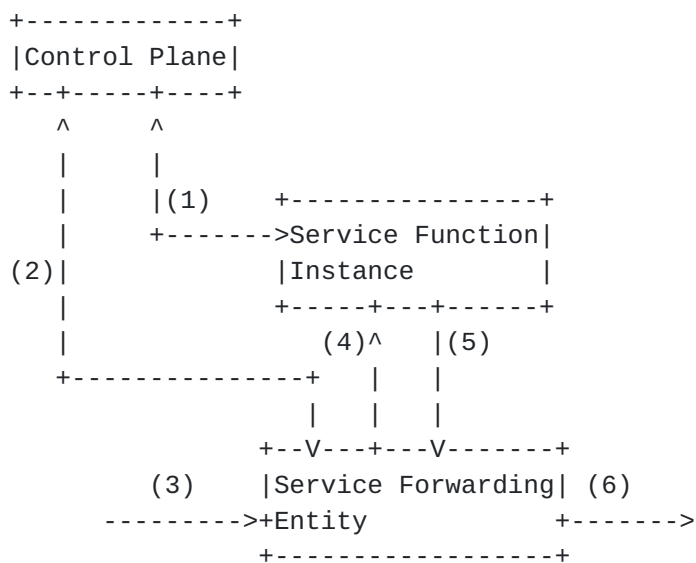 +-------------+
|Control Plane|
+--+-----+----+
   ^     ^
   |     |
   |     |(1)    +----------------+
   |     +------->Service Function|
(2)|             |Instance        |
   |             +-----+---+------+
   |                (4)^   |(5)
   +---------------+   |   |
                   |   |   |
                +--V---+---V-------+
         (3)    |Service Forwarding| (6)
      --------->+Entity            +------->
                +------------------+